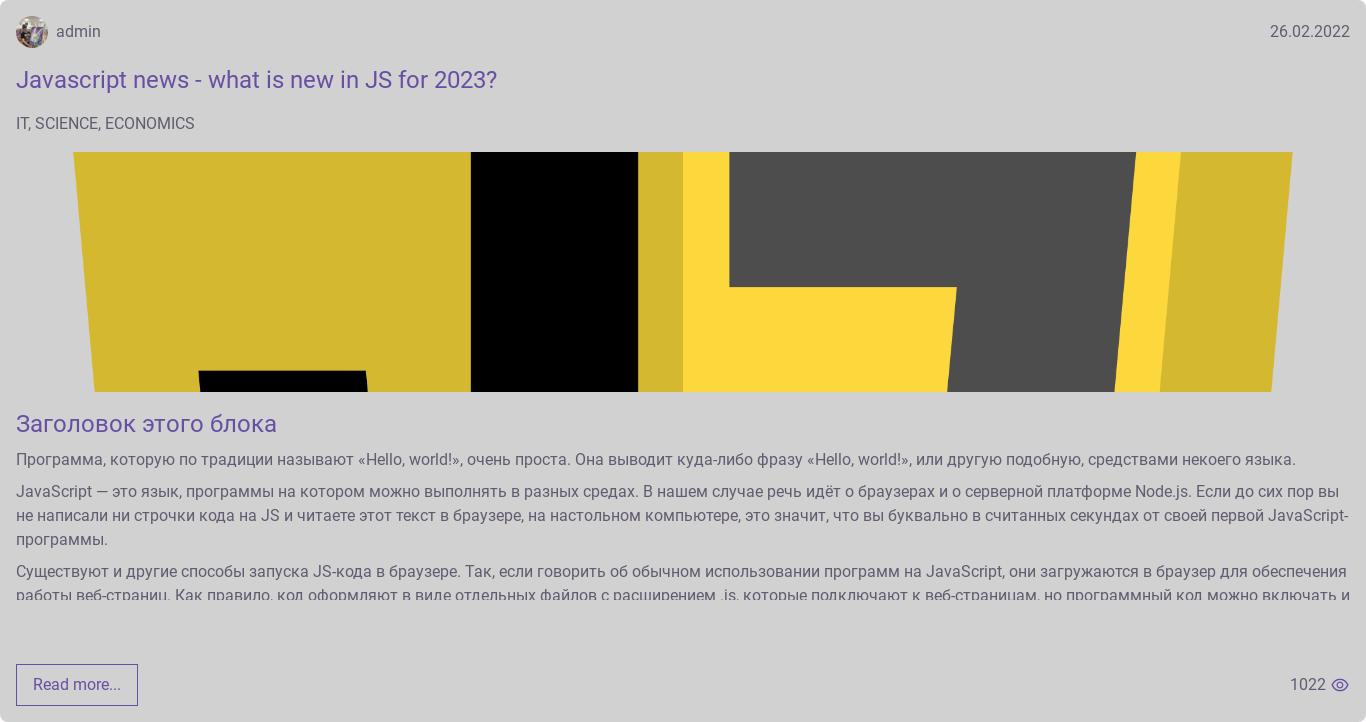 admin
26.02.2022
Javascript news - what is new in JS for 2023?
IT, SCIENCE, ECONOMICS
Заголовок этого блока
Программа, которую по традиции называют «Hello, world!», очень проста. Она выводит куда-либо фразу «Hello, world!», или другую подобную, средствами некоего языка.
JavaScript — это язык, программы на котором можно выполнять в разных средах. В нашем случае речь идёт о браузерах и о серверной платформе Node.js. Если до сих пор вы
не написали ни строчки кода на JS и читаете этот текст в браузере, на настольном компьютере, это значит, что вы буквально в считанных секундах от своей первой JavaScript-
программы.
Существуют и другие способы запуска JS-кода в браузере. Так, если говорить об обычном использовании программ на JavaScript, они загружаются в браузер для обеспечения
работы веб-страниц. Как правило, код оформляют в виде отдельных файлов с расширением .js, которые подключают к веб-страницам, но программный код можно включать и
Read more...
1022